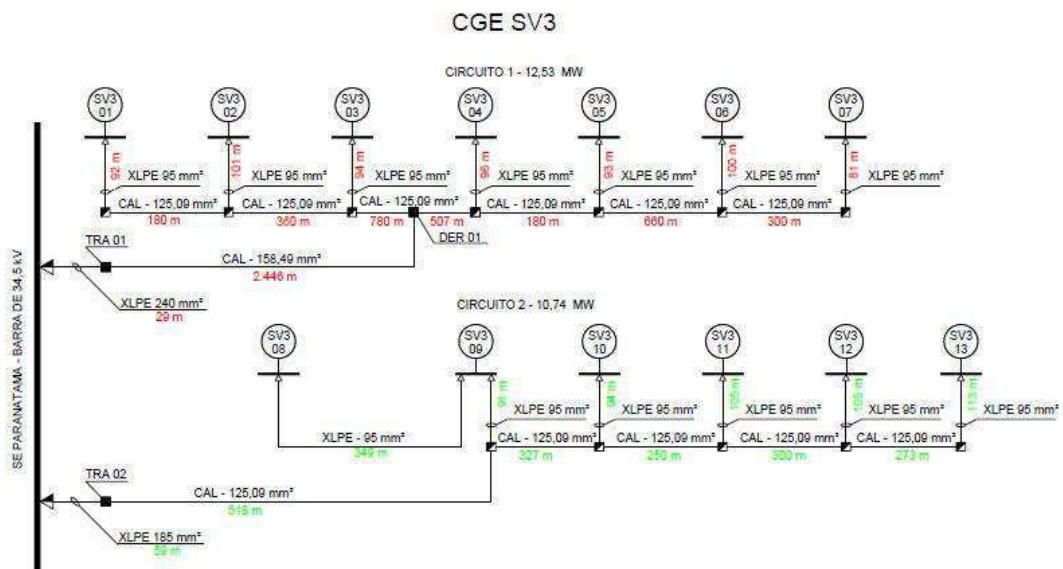 CGE SV3
CIRCUITO 1 - 12,53 MW
SV3 01
SV3 02
SV3 03
SV3 04
SV3 05
SV3 06
SV3 07
92 m
101 m
94 m
96 m
93 m
100 m
81 m
XLPE 95 mm²
XLPE 95 mm²
XLPE 95 mm²
XLPE 95 mm²
XLPE 95 mm²
XLPE 95 mm²
XLPE 95 mm²
CAL - 125,09 mm²
CAL - 125,09 mm²
CAL - 125,09 mm²
CAL - 125,09 mm²
CAL - 125,09 mm²
CAL - 125,09 mm²
180 m
360 m
780 m
507 m
180 m
660 m
300 m
DER 01
TRA 01
CAL - 158,49 mm²
2.446 m
XLPE 240 mm²
29 m
SE PARANATAMA - BARRA DE 34,5 kV
CIRCUITO 2 - 10,74 MW
SV3 08
SV3 09
SV3 10
SV3 11
SV3 12
SV3 13
91 m
94 m
105 m
105 m
113 m
XLPE 95 mm²
XLPE 95 mm²
XLPE 95 mm²
XLPE 95 mm²
XLPE 95 mm²
XLPE - 95 mm²
349 m
CAL - 125,09 mm²
CAL - 125,09 mm²
CAL - 125,09 mm²
CAL - 125,09 mm²
327 m
250 m
300 m
273 m
TRA 02
CAL - 125,09 mm²
518 m
XLPE 185 mm²
59 m